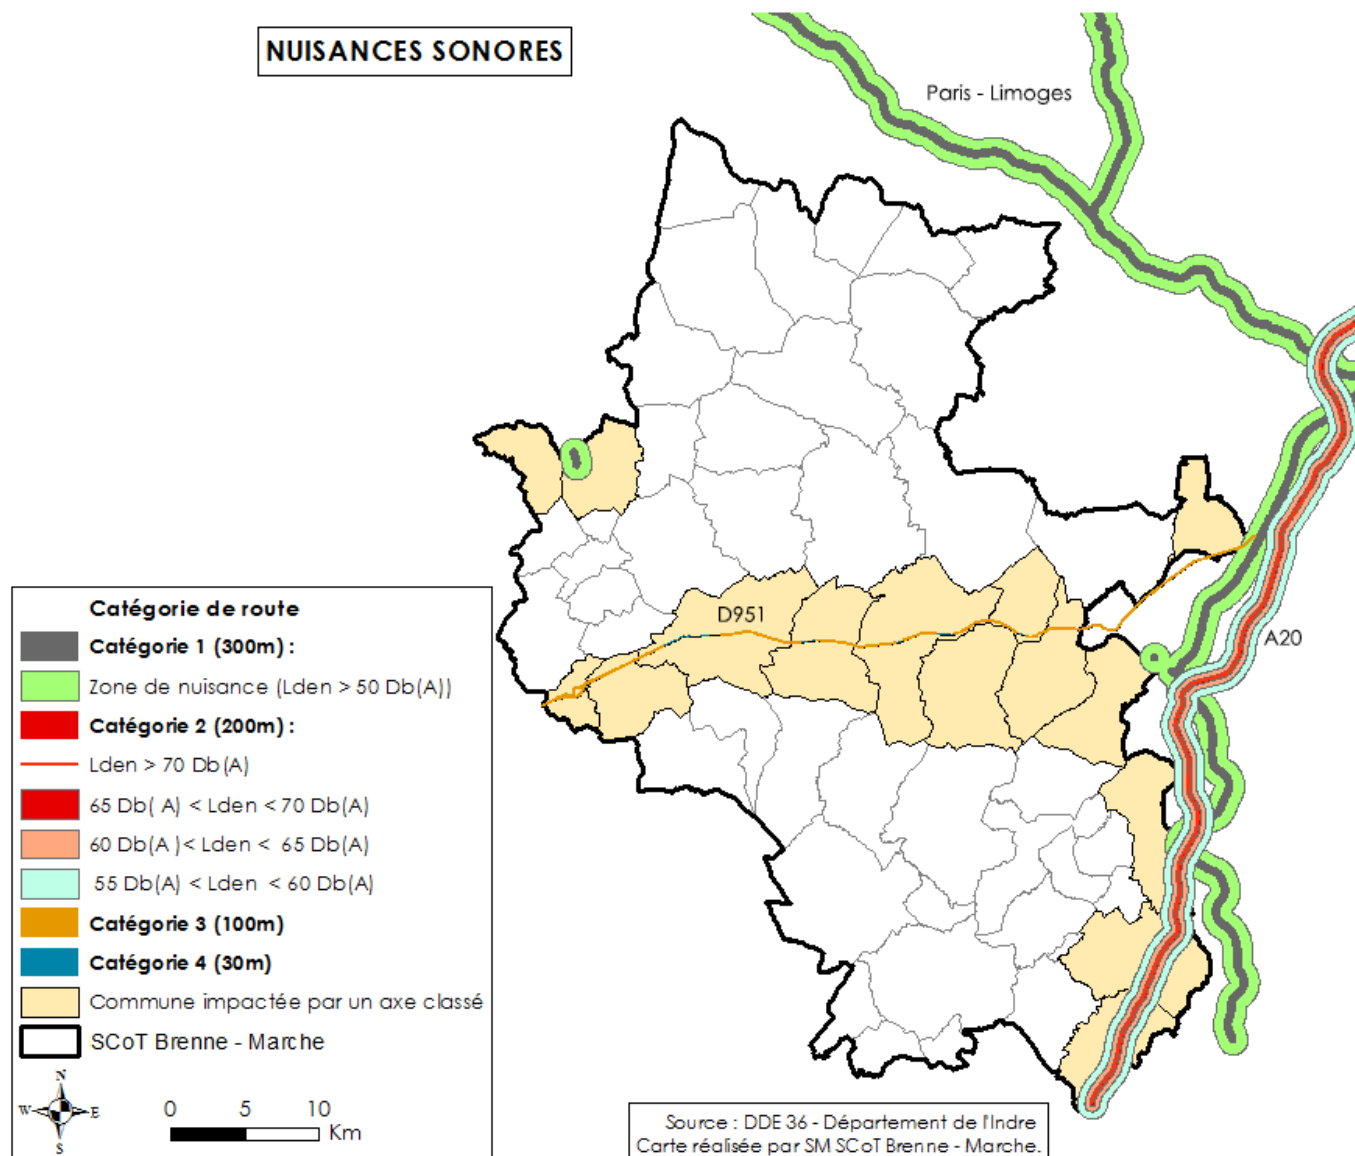 NUISANCES SONORES
Paris - Limoges
D951
A20
Catégorie de route
Catégorie 1 (300m) :
Zone de nuisance (Lden > 50 Db(A))
Catégorie 2 (200m) :
Lden > 70 Db(A)
65 Db( A) < Lden < 70 Db(A)
60 Db(A )< Lden < 65 Db(A)
55 Db(A) < Lden < 60 Db(A)
Catégorie 3 (100m)
Catégorie 4 (30m)
Commune impactée par un axe classé
SCoT Brenne - Marche
N
W E
S
0 5 10
Km
Source : DDE 36 - Département de l'Indre
Carte réalisée par SM SCoT Brenne - Marche.